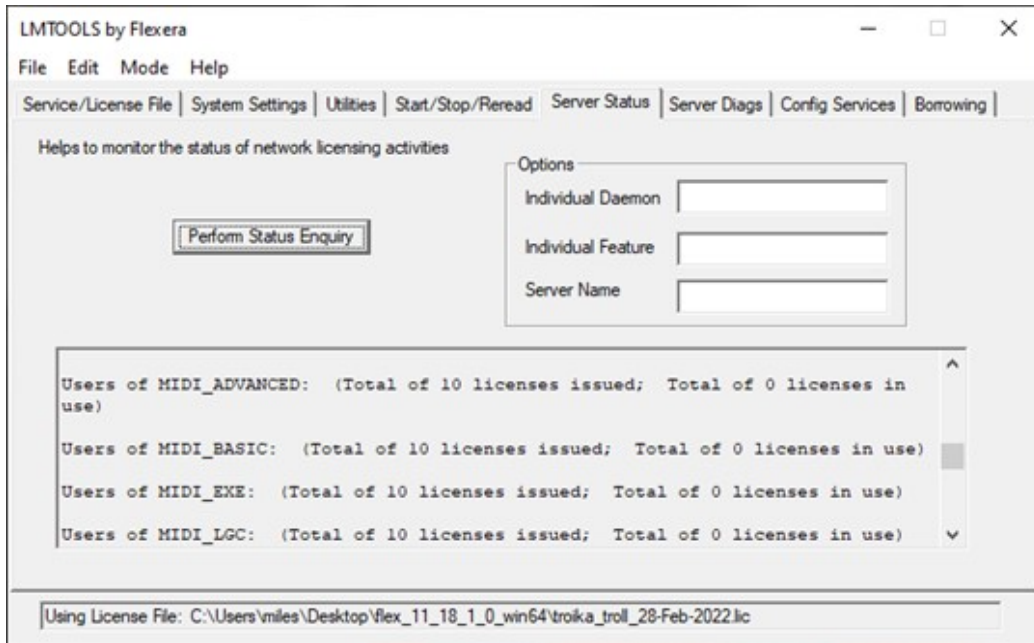 LMTOOLS by Flexera
File Edit Mode Help
Service/License File System Settings Utilities Start/Stop/Reread Server Status Server Diags Config Services Borrowing
Helps to monitor the status of network licensing activities
Options
Individual Daemon
Perform Status Enquiry
Individual Feature
Server Name
Users of MIDI_ADVANCED:  (Total of 10 licenses issued;  Total of 0 licenses in
use)
Users of MIDI_BASIC:  (Total of 10 licenses issued;  Total of 0 licenses in use)
Users of MIDI_EXE:  (Total of 10 licenses issued;  Total of 0 licenses in use)
Users of MIDI_LGC:  (Total of 10 licenses issued;  Total of 0 licenses in use)
Using License File: C:\Users\miles\Desktop\flex_11_18_1_0_win64\troika_troll_28-Feb-2022.lic